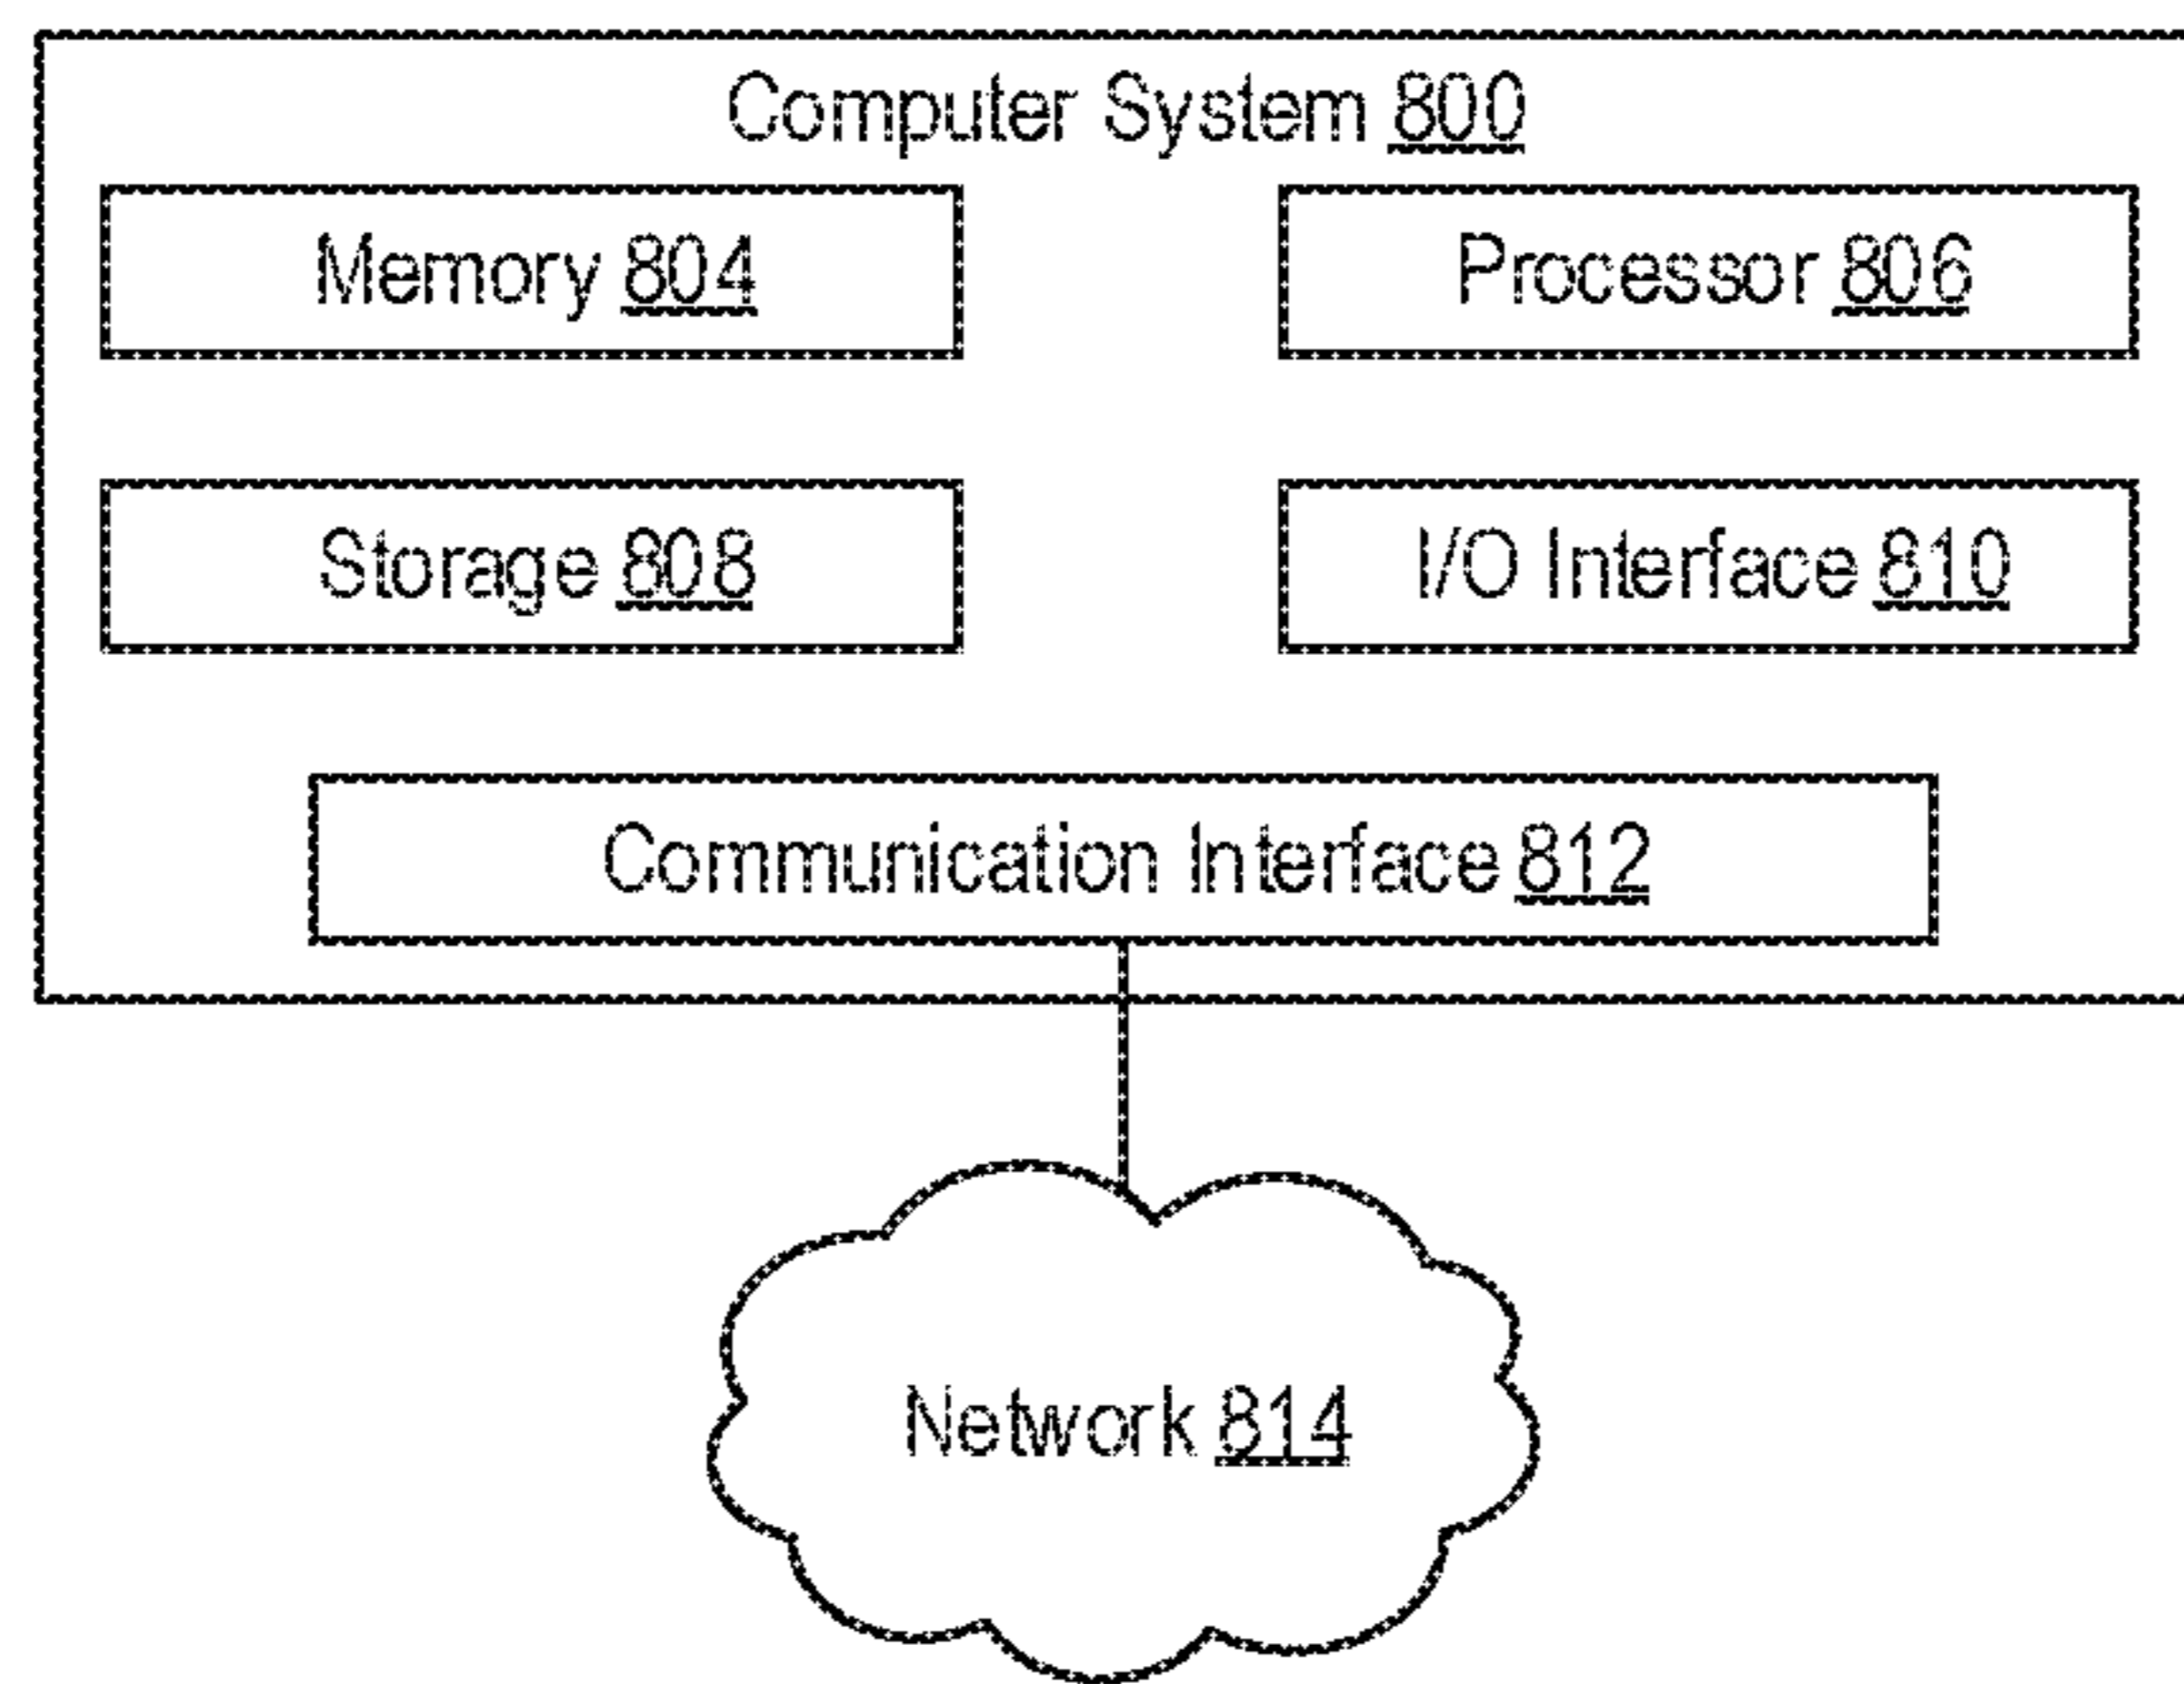 Computer System 800
Memory 804
Processor 806
Storage 808
I/O Interface 810
Communication Interface 812
Network 814